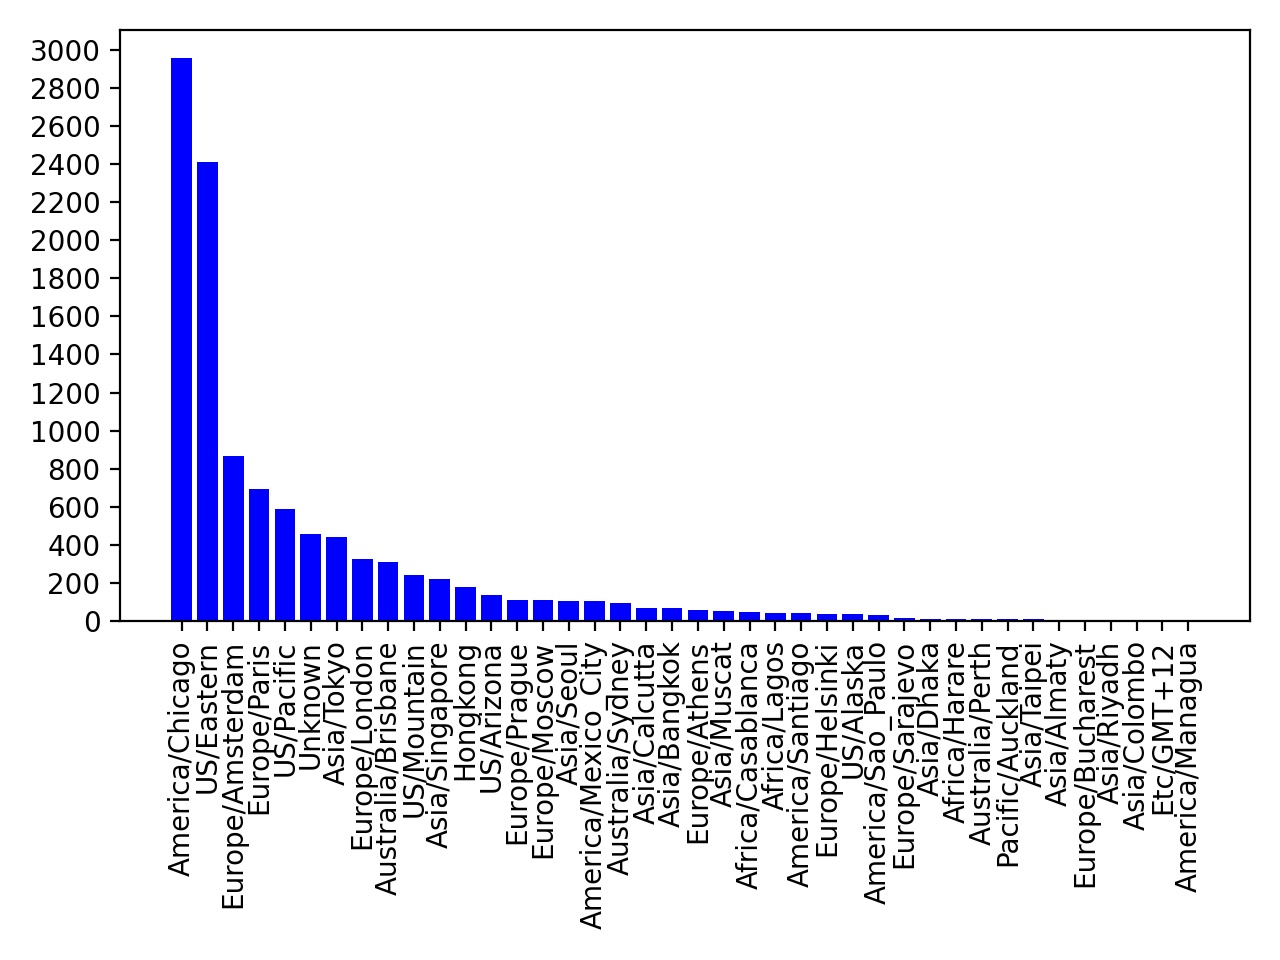 3000
2800
2600
2400
2200
2000
1800
1600
1400
1200
1000
800
600
400
200
0
America/Chicago
US/Eastern
Europe/Amsterdam
Europe/Paris
US/Pacific
Unknown
Asia/Tokyo
Europe/London
Australia/Brisbane
US/Mountain
Asia/Singapore
Hongkong
US/Arizona
Europe/Prague
Europe/Moscow
Asia/Seoul
America/Mexico_City
Australia/Sydney
Asia/Calcutta
Asia/Bangkok
Europe/Athens
Asia/Muscat
Africa/Casablanca
Africa/Lagos
America/Santiago
Europe/Helsinki
US/Alaska
America/Sao_Paulo
Europe/Sarajevo
Asia/Dhaka
Africa/Harare
Australia/Perth
Pacific/Auckland
Asia/Taipei
Asia/Almaty
Europe/Bucharest
Asia/Riyadh
Asia/Colombo
Etc/GMT+12
America/Managua